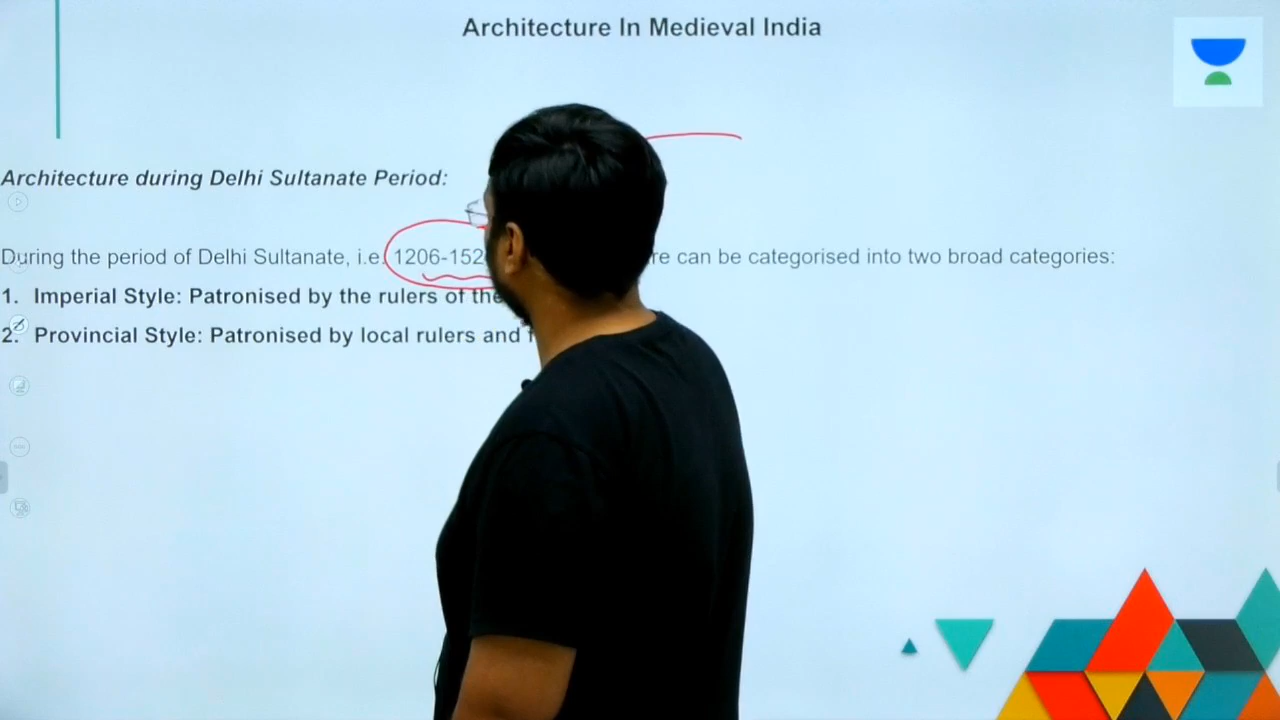 Architecture In Medieval India
Architecture during Delhi Sultanate Period:
During the period of Delhi Sultanate, i.e. 1206-152 re can be categorised into two broad categories:
1. Imperial Style: Patronised by the rulers of the
2. Provincial Style: Patronised by local rulers and